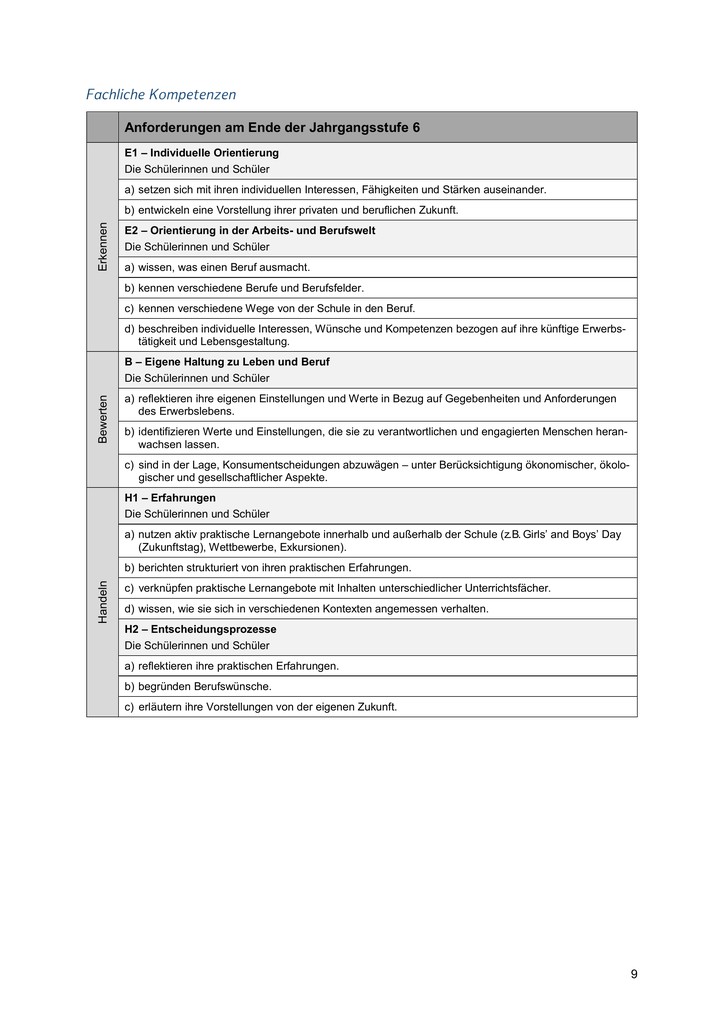 Fachliche Kompetenzen
Anforderungen am Ende der Jahrgangsstufe 6
Erkennen
E1 – Individuelle Orientierung
Die Schülerinnen und Schüler
a) setzen sich mit ihren individuellen Interessen, Fähigkeiten und Stärken auseinander.
b) entwickeln eine Vorstellung ihrer privaten und beruflichen Zukunft.
E2 – Orientierung in der Arbeits- und Berufswelt
Die Schülerinnen und Schüler
a) wissen, was einen Beruf ausmacht.
b) kennen verschiedene Berufe und Berufsfelder.
c) kennen verschiedene Wege von der Schule in den Beruf.
d) beschreiben individuelle Interessen, Wünsche und Kompetenzen bezogen auf ihre künftige Erwerbs-
tätigkeit und Lebensgestaltung.
Bewerten
B – Eigene Haltung zu Leben und Beruf
Die Schülerinnen und Schüler
a) reflektieren ihre eigenen Einstellungen und Werte in Bezug auf Gegebenheiten und Anforderungen
des Erwerbslebens.
b) identifizieren Werte und Einstellungen, die sie zu verantwortlichen und engagierten Menschen heran-
wachsen lassen.
c) sind in der Lage, Konsumentscheidungen abzuwägen – unter Berücksichtigung ökonomischer, ökolo-
gischer und gesellschaftlicher Aspekte.
Handeln
H1 – Erfahrungen
Die Schülerinnen und Schüler
a) nutzen aktiv praktische Lernangebote innerhalb und außerhalb der Schule (z.B. Girls' and Boys' Day
(Zukunftstag), Wettbewerbe, Exkursionen).
b) berichten strukturiert von ihren praktischen Erfahrungen.
c) verknüpfen praktische Lernangebote mit Inhalten unterschiedlicher Unterrichtsfächer.
d) wissen, wie sie sich in verschiedenen Kontexten angemessen verhalten.
H2 – Entscheidungsprozesse
Die Schülerinnen und Schüler
a) reflektieren ihre praktischen Erfahrungen.
b) begründen Berufswünsche.
c) erläutern ihre Vorstellungen von der eigenen Zukunft.
9